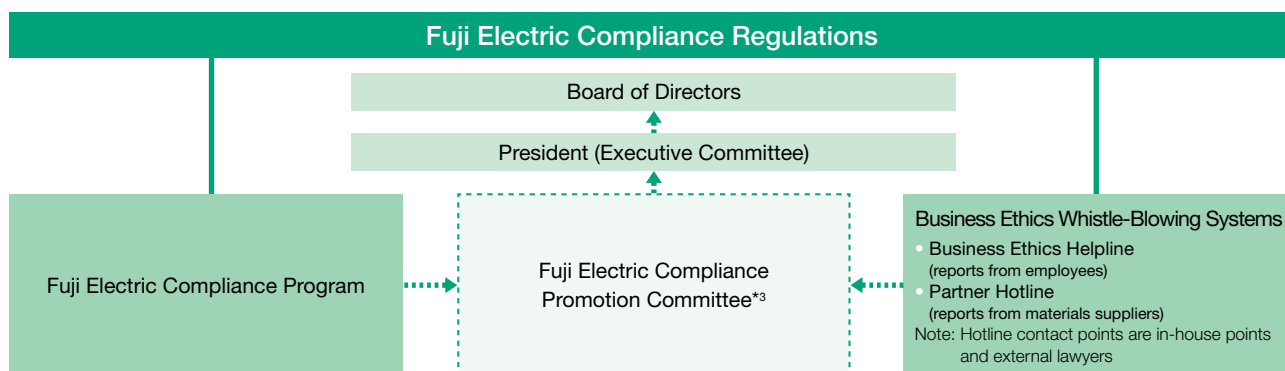 Fuji Electric Compliance Regulations
Board of Directors
President (Executive Committee)
Fuji Electric Compliance Program
Fuji Electric Compliance
Promotion Committee*3
Business Ethics Whistle-Blowing Systems
• Business Ethics Helpline
(reports from employees)
• Partner Hotline
(reports from materials suppliers)
Note: Hotline contact points are in-house points
and external lawyers